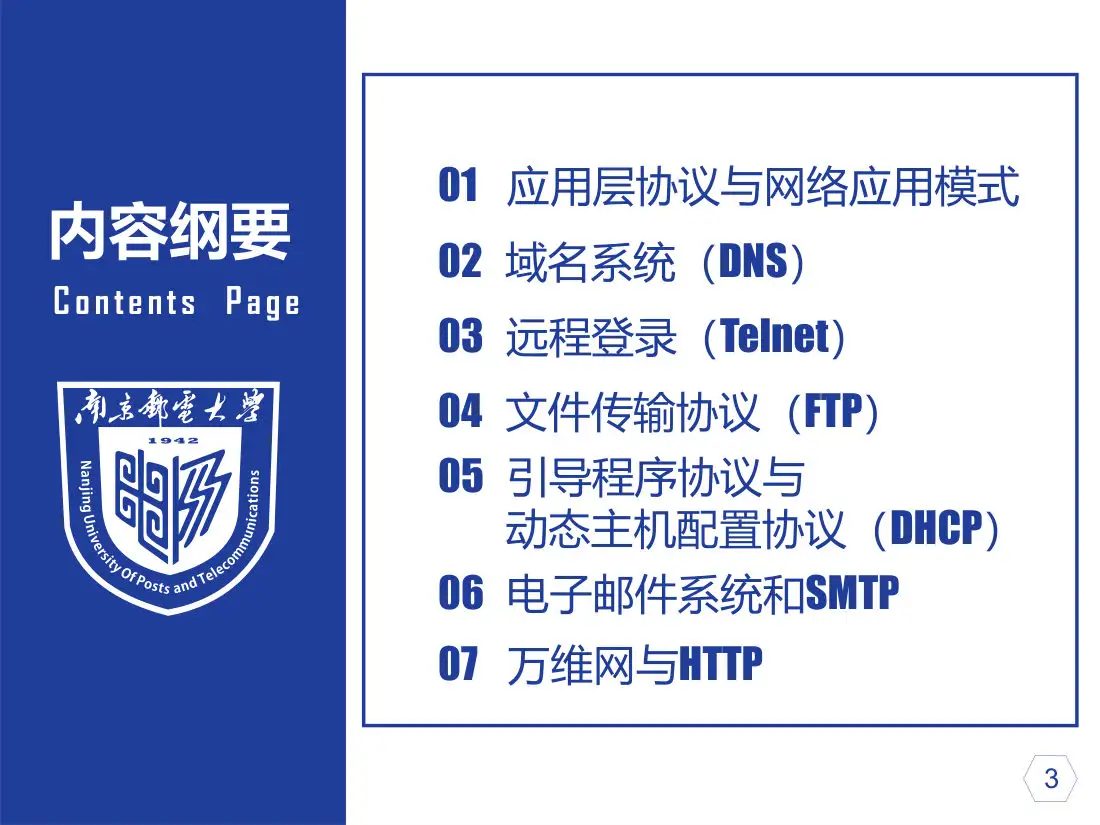 内容纲要
Contents Page
南京邮电大学
1942
Nanjing University Of Posts and Telecommunications
01 应用层协议与网络应用模式
02 域名系统（DNS）
03 远程登录（Telnet）
04 文件传输协议（FTP）
05 引导程序协议与
动态主机配置协议（DHCP）
06 电子邮件系统和SMTP
07 万维网与HTTP
3